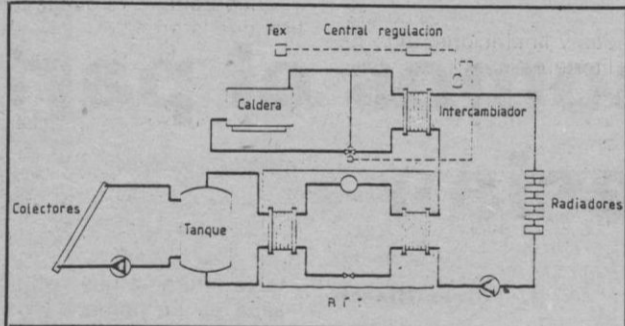 Tex Central regulacion
Caldera
Intercambiador
Colectores
Tanque
Radiadores